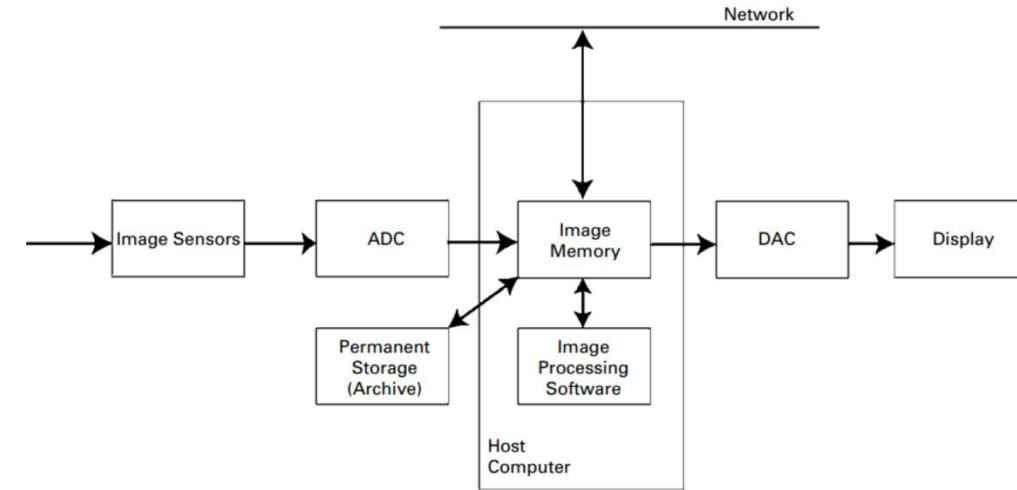 Network
Image Sensors
ADC
Image
Memory
DAC
Display
Permanent
Storage
(Archive)
Image
Processing
Software
Host
Computer